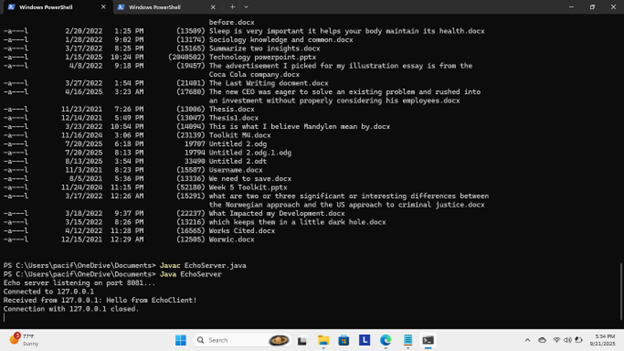 Windows PowerShell
Windows PowerShell
before.docx
-a---l 2/20/2022 1:25 PM (13509) Sleep is very important it helps your body maintain its health.docx
-a---l 1/28/2022 9:02 PM (13174) Sociology knowledge and common.docx
-a---l 3/17/2022 8:25 PM (25165) Summarize two insights.docx
-a---l 1/15/2025 10:24 PM (2040502) Technology powerpoint.pptx
-a---l 4/8/2022 9:18 PM (19457) The advertisement I picked for my illustration essay is from the
Coca Cola company.docx
-a---l 3/27/2022 1:54 PM (21401) The Last Writing docment.docx
-a---l 4/16/2025 3:23 PM (17680) The new CEO was eager to solve an existing problem and rushed into
an investment without properly considering his employees.docx
-a---l 11/23/2021 7:26 PM (13006) Thesis.docx
-a---l 12/14/2021 5:49 PM (13047) Thesis1.docx
-a---l 3/23/2022 10:54 PM (14094) This is what I believe Mandylen mean by.docx
-a---l 11/16/2024 3:06 PM (23139) Toolkit M4.docx
-a---l 7/20/2025 6:18 PM 19707 Untitled 2.odg
-a---l 7/20/2025 8:13 PM 19794 Untitled 2.odg.1.odg
-a---l 8/13/2025 3:54 PM 33490 Untitled 2.odt
-a---l 11/3/2021 8:23 PM (15587) Username.docx
-a---l 8/5/2021 5:36 PM (13336) We need to save.docx
-a---l 11/24/2024 11:15 PM (52180) Week 5 Toolkit.pptx
-a---l 3/17/2022 12:26 AM (15291) what are two or three significant or interesting differences between
the Norwegian approach and the US approach to criminal justice.docx
-a---l 3/18/2022 9:37 PM (22237) What Impacted my Development.docx
-a---l 3/15/2022 8:26 PM (13216) which keeps them in a little dark hole.docx
-a---l 4/12/2022 11:28 PM (16565) Works Cited.docx
-a---l 12/15/2021 12:29 AM (12505) Worwic.docx
PS C:\Users\pacif\OneDrive\Documents> Javac EchoServer.java
PS C:\Users\pacif\OneDrive\Documents> Java EchoServer
Echo server listening on port 8081...
Connected to 127.0.0.1
Received from 127.0.0.1: Hello from EchoClient!
Connection with 127.0.0.1 closed.
77°F
Sunny
Search
5:34 PM
9/21/2025